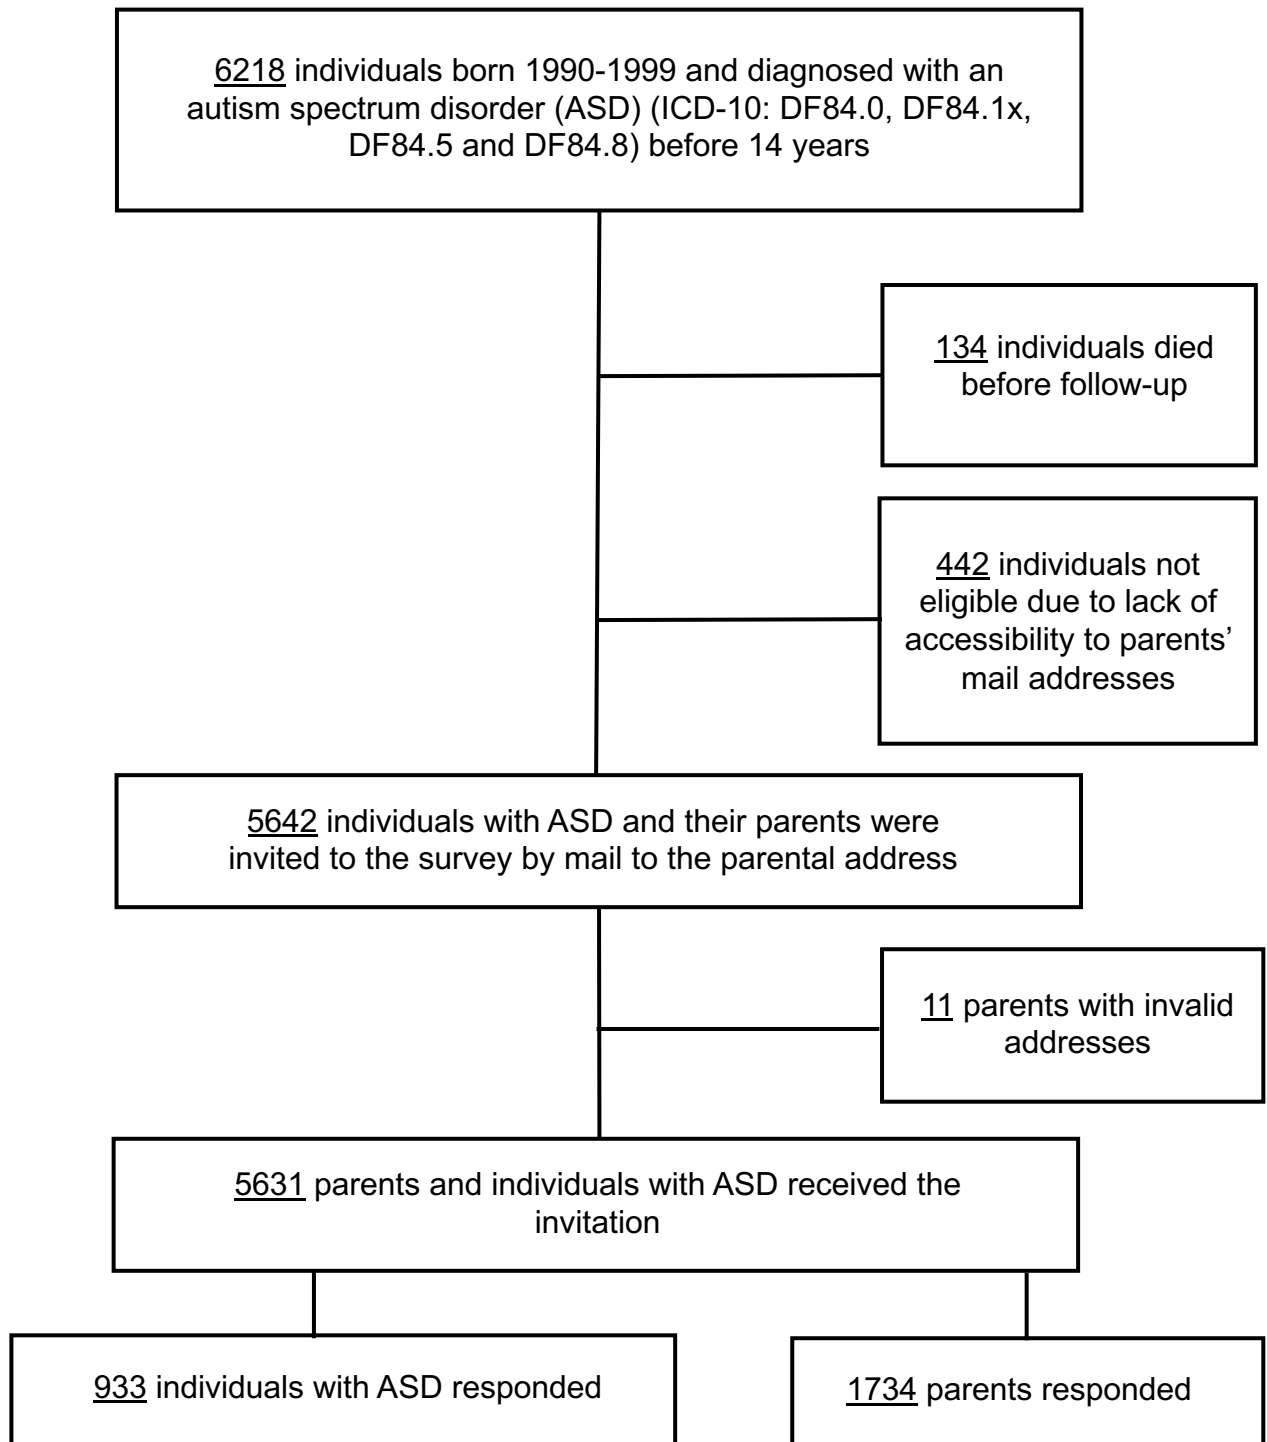 6218 individuals born 1990-1999 and diagnosed with an
autism spectrum disorder (ASD) (ICD-10: DF84.0, DF84.1x,
DF84.5 and DF84.8) before 14 years
134 individuals died
before follow-up
442 individuals not
eligible due to lack of
accessibility to parents’
mail addresses
5642 individuals with ASD and their parents were
invited to the survey by mail to the parental address
11 parents with invalid
addresses
5631 parents and individuals with ASD received the
invitation
933 individuals with ASD responded
1734 parents responded